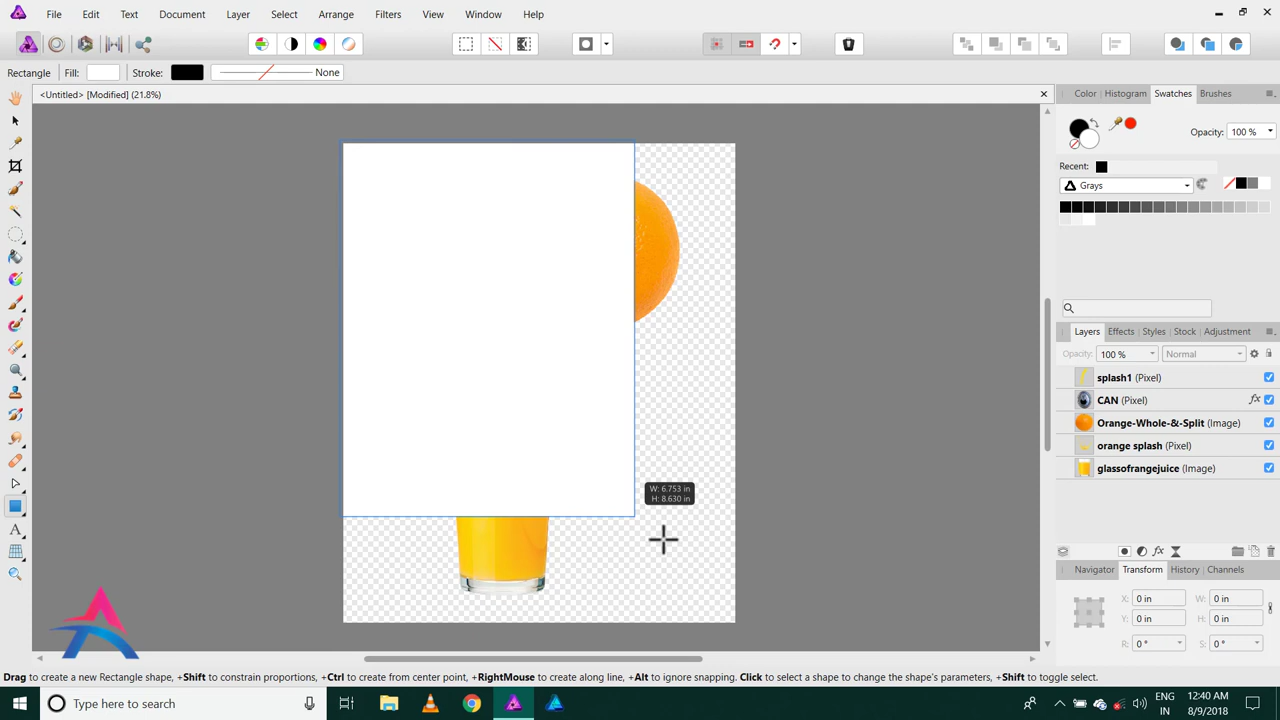 File Edit Text Document Layer Select Arrange Filters View Window Help
Rectangle Fill: Stroke: None
<Untitled> [Modified] (21.8%)
Color Histogram Swatches Brushes
Opacity: 100 %
Recent:
Grays
Layers Effects Styles Stock Adjustment
Opacity: 100 % Normal
splash1 (Pixel)
CAN (Pixel) fx
Orange-Whole-&-Split (Image)
orange splash (Pixel)
glassofrangejuice (Image)
W: 6.753 in
H: 8.630 in
fx
Navigator Transform History Channels
X: 0 in W: 0 in
Y: 0 in H: 0 in
R: 0 ° S: 0 °
Drag to create a new Rectangle shape, +Shift to constrain proportions, +Ctrl to create from center point, +RightMouse to create along line, +Alt to ignore snapping. Click to select a shape to change the shape's parameters, +Shift to toggle select.
Type here to search
ENG
IN
12:40 AM
8/9/2018